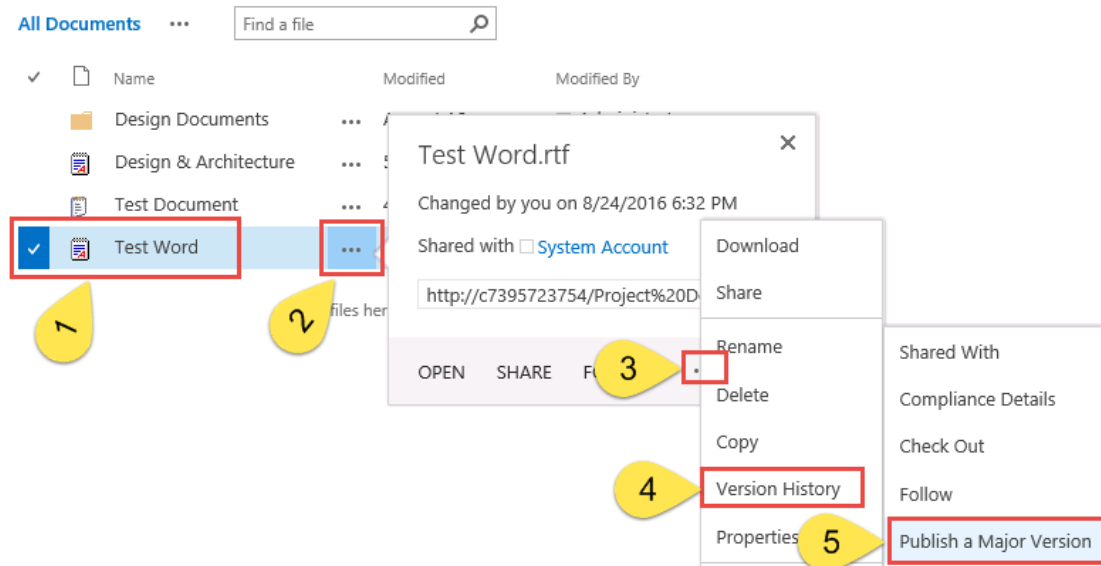 All Documents ... Find a file
Name Modified Modified By
Design Documents ...
Design & Architecture ... 5
Test Document ... 4
Test Word ...
1
2
files her
Test Word.rtf
Changed by you on 8/24/2016 6:32 PM
Shared with System Account
http://c7395723754/Project%20D
OPEN SHARE F
3
Download
Share
Rename
Delete
Copy
4 Version History
Properties
Shared With
Compliance Details
Check Out
Follow
5 Publish a Major Version